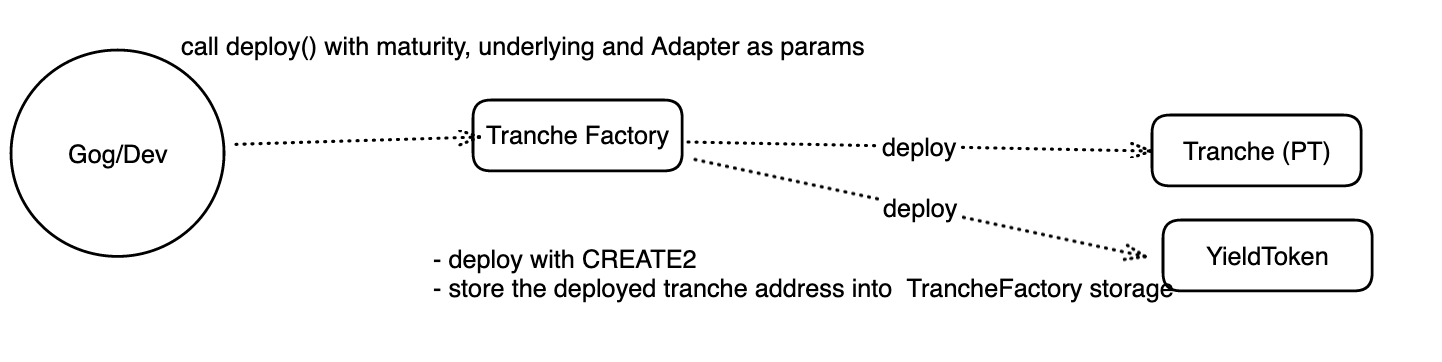 call deploy() with maturity, underlying and Adapter as params
Gog/Dev
Tranche Factory
deploy
Tranche (PT)
deploy
YieldToken
- deploy with CREATE2
- store the deployed tranche address into  TrancheFactory storage